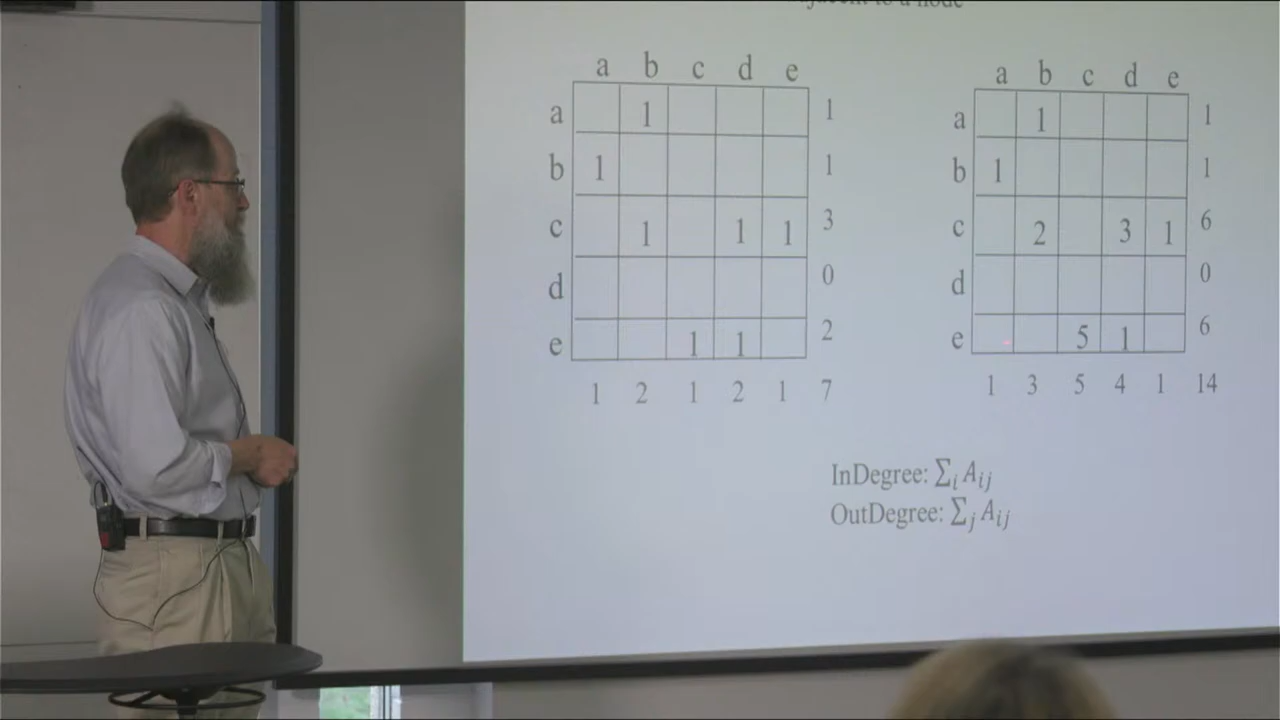 to a node
a b c d e
a 1 1
b 1 1
c 1 1 1 3
d 0
e 1 1 2
1 2 1 2 1 7
a b c d e
a 1 1
b 1 1
c 2 3 1 6
d 0
e 5 1 6
1 3 5 4 1 14
InDegree: ∑ᵢ Aᵢⱼ
OutDegree: ∑ⱼ Aᵢⱼ